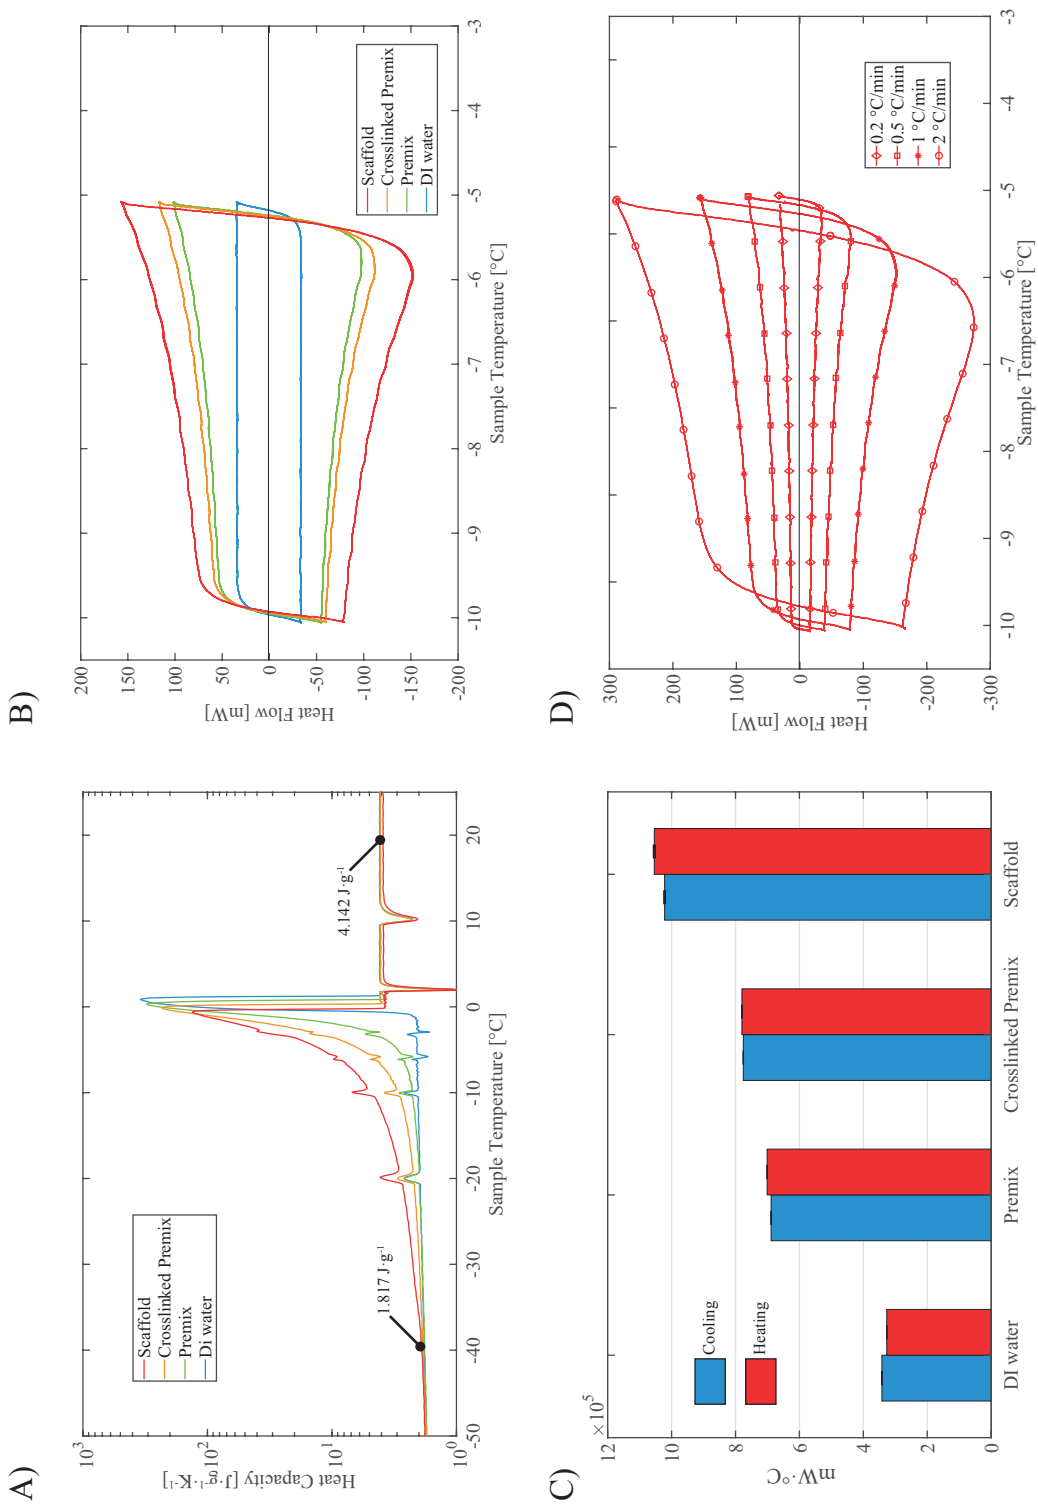 A)
10³
10²
10¹
10⁰
Heat Capacity [J·g⁻¹·K⁻¹]
-50
-40
-30
-20
-10
0
10
20
Sample Temperature [°C]
Scaffold
Crosslinked Premix
Premix
Di water
1.817 J·g⁻¹
4.142 J·g⁻¹
B)
200
150
100
50
0
-50
-100
-150
-200
Heat Flow [mW]
-10
-9
-8
-7
-6
-5
-4
-3
Sample Temperature [°C]
Scaffold
Crosslinked Premix
Premix
DI water
C)
×10⁵
12
10
8
6
4
2
0
mW·°C
Cooling
Heating
DI water
Premix
Crosslinked Premix
Scaffold
D)
300
200
100
0
-100
-200
-300
Heat Flow [mW]
-10
-9
-8
-7
-6
-5
-4
-3
Sample Temperature [°C]
0.2 °C/min
0.5 °C/min
1 °C/min
2 °C/min